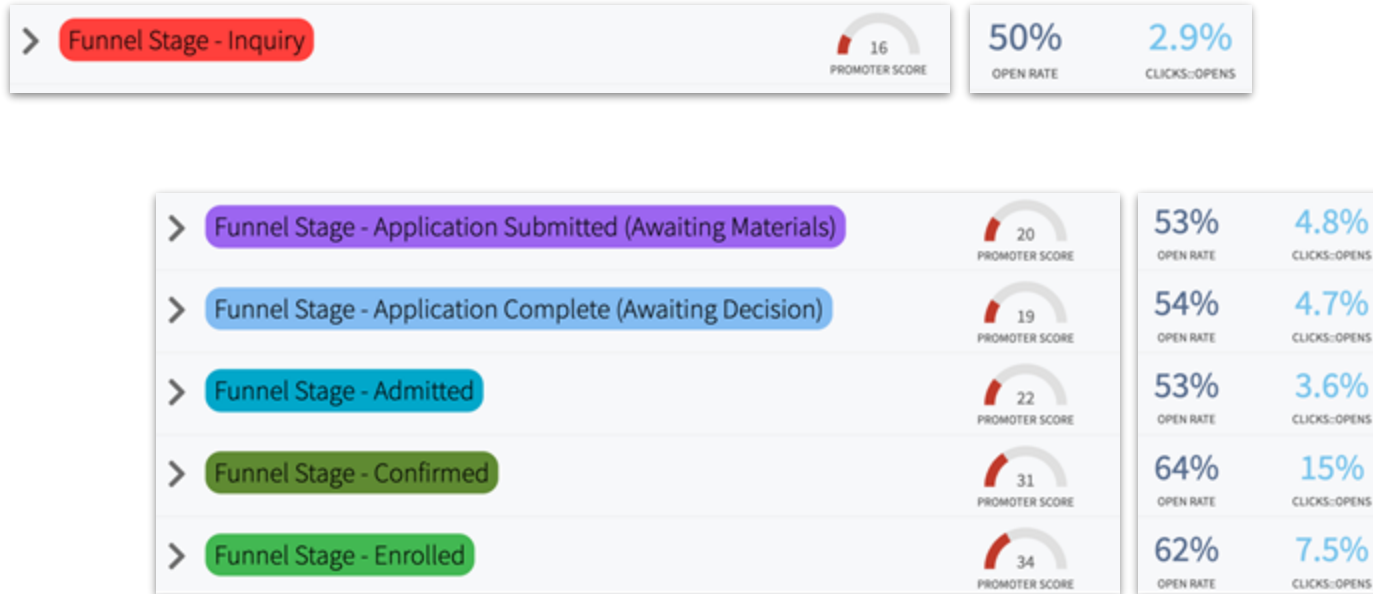 Funnel Stage - Inquiry
16
PROMOTER SCORE
50%
OPEN RATE
2.9%
CLICKS::OPENS
Funnel Stage - Application Submitted (Awaiting Materials)
20
PROMOTER SCORE
53%
OPEN RATE
4.8%
CLICKS::OPENS
Funnel Stage - Application Complete (Awaiting Decision)
19
PROMOTER SCORE
54%
OPEN RATE
4.7%
CLICKS::OPENS
Funnel Stage - Admitted
22
PROMOTER SCORE
53%
OPEN RATE
3.6%
CLICKS::OPENS
Funnel Stage - Confirmed
31
PROMOTER SCORE
64%
OPEN RATE
15%
CLICKS::OPENS
Funnel Stage - Enrolled
34
PROMOTER SCORE
62%
OPEN RATE
7.5%
CLICKS::OPENS